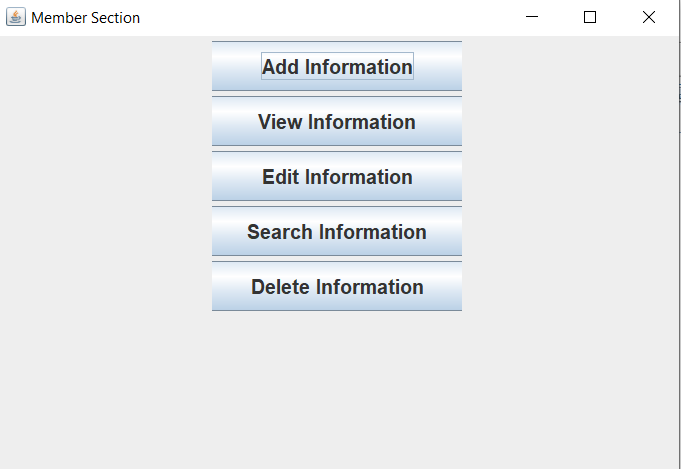 Member Section
Add Information
View Information
Edit Information
Search Information
Delete Information